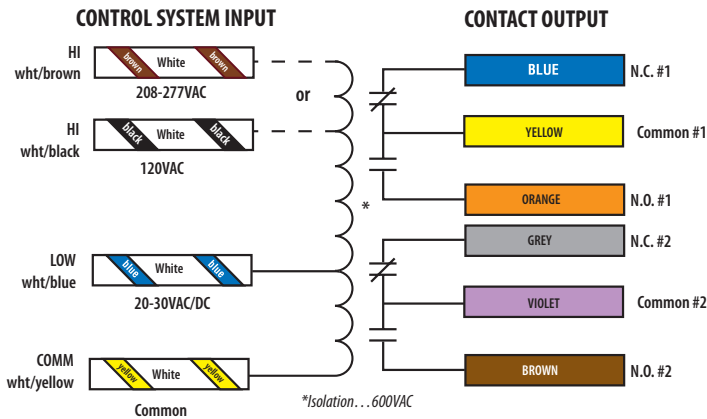 CONTROL SYSTEM INPUT
HI
wht/brown
brown White brown
208-277VAC
or
HI
wht/black
black White black
120VAC
*
LOW
wht/blue
blue White blue
20-30VAC/DC
COMM
wht/yellow
yellow White yellow
Common
*Isolation...600VAC
CONTACT OUTPUT
BLUE N.C. #1
YELLOW Common #1
ORANGE N.O. #1
GREY N.C. #2
VIOLET Common #2
BROWN N.O. #2